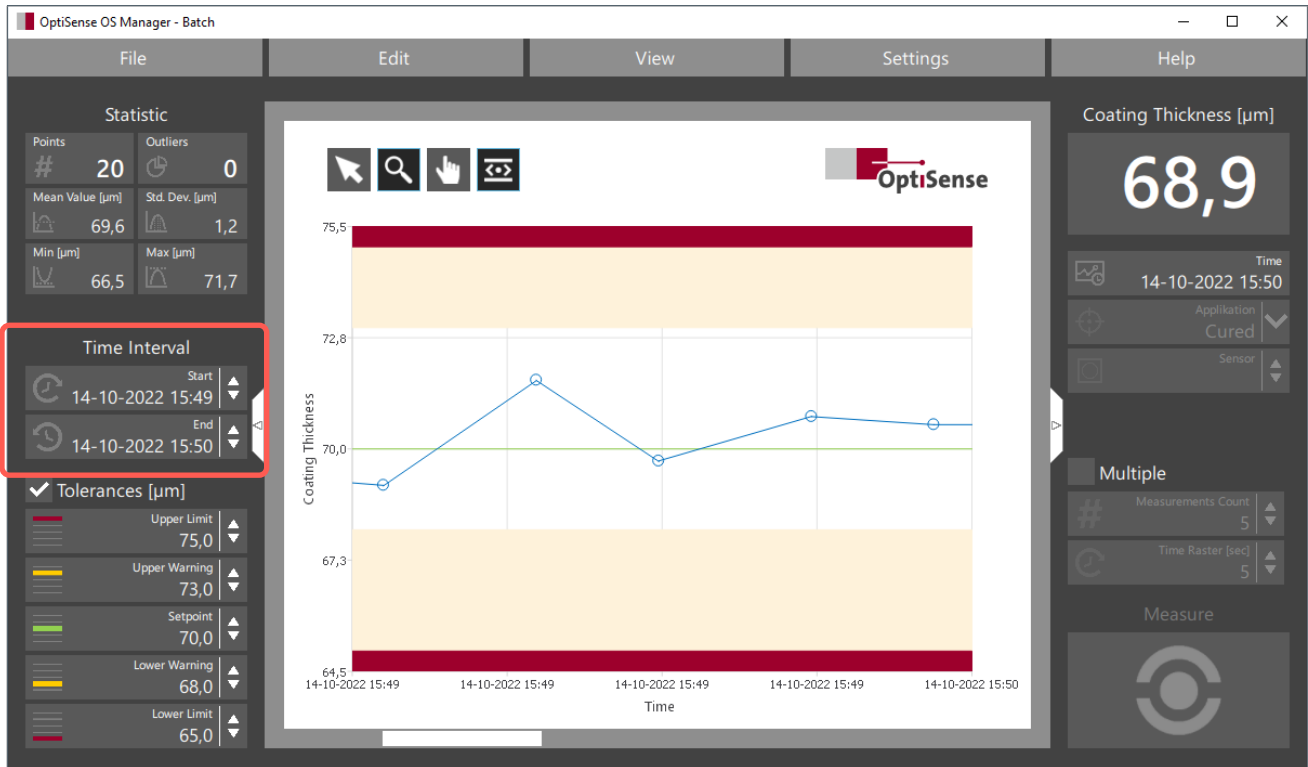 OptiSense OS Manager - Batch
File Edit View Settings Help
Statistic
Points Outliers
# 20 0
Mean Value [µm] Std. Dev. [µm]
69,6 1,2
Min [µm] Max [µm]
66,5 71,7
Time Interval
Start
14-10-2022 15:49
End
14-10-2022 15:50
Tolerances [µm]
Upper Limit
75,0
Upper Warning
73,0
Setpoint
70,0
Lower Warning
68,0
Lower Limit
65,0
OptiSense
75,5
72,8
70,0
67,3
64,5
Coating Thickness
14-10-2022 15:49 14-10-2022 15:49 14-10-2022 15:49 14-10-2022 15:49 14-10-2022 15:50
Time
Coating Thickness [µm]
68,9
Time
14-10-2022 15:50
Applikation
Cured
Sensor
Multiple
Measurements Count
# 5
Time Raster [sec]
5
Measure